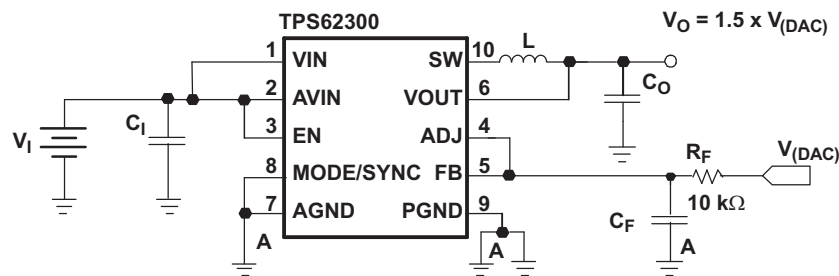 TPS62300
V_O = 1.5 x V_(DAC)
1 VIN SW 10 L
2 AVIN VOUT 6 C_O
3 EN ADJ 4
8 MODE/SYNC FB 5
7 AGND PGND 9
V_I
C_I
R_F
10 kΩ
V_(DAC)
C_F
A
A
A